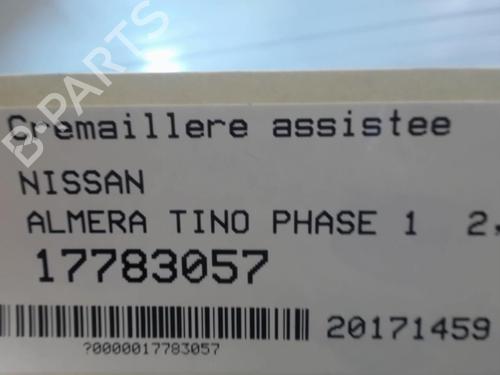 B PARTS
Cremaillere assistee
NISSAN
ALMERA TINO PHASE 1 2,
17783057
20171459
?0000017783057